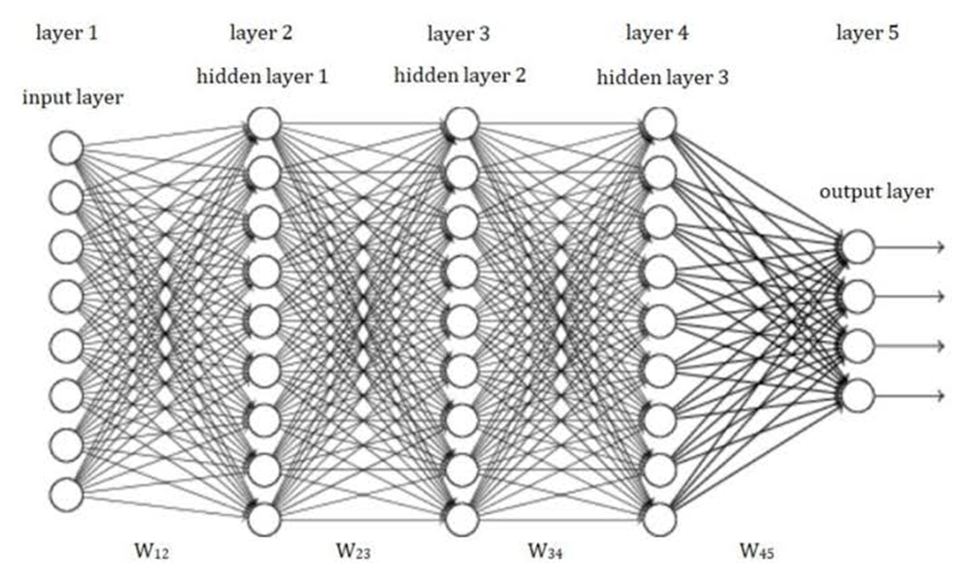 layer 1
layer 2
layer 3
layer 4
layer 5
hidden layer 1
hidden layer 2
hidden layer 3
input layer
output layer
W12
W23
W34
W45